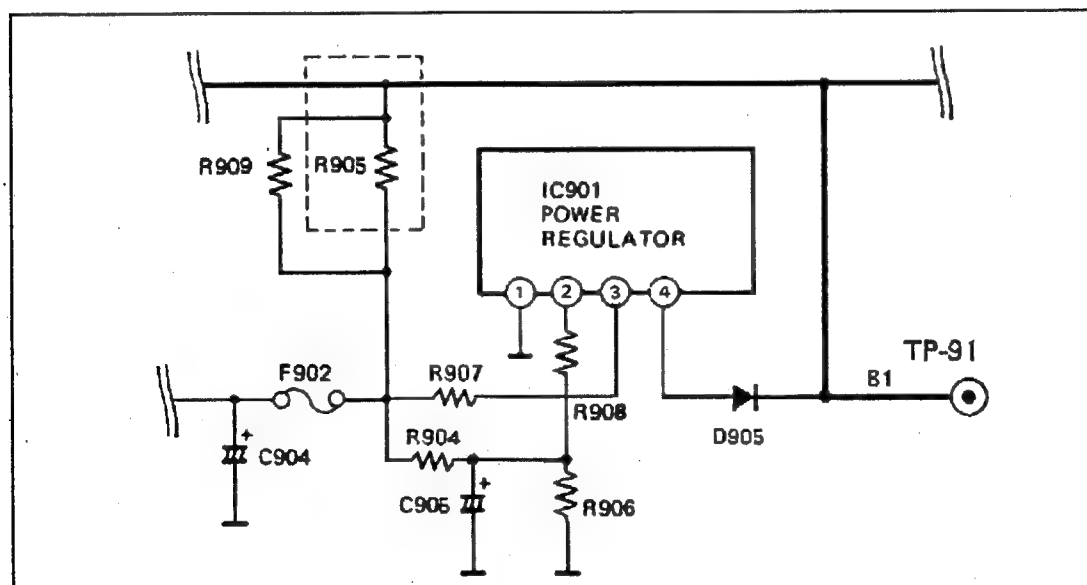 R909
R905
IC901
POWER
REGULATOR
1 2 3 4
TP-91
F902
R907
B1
R908
D905
R904
+
C904
+
C905
R906